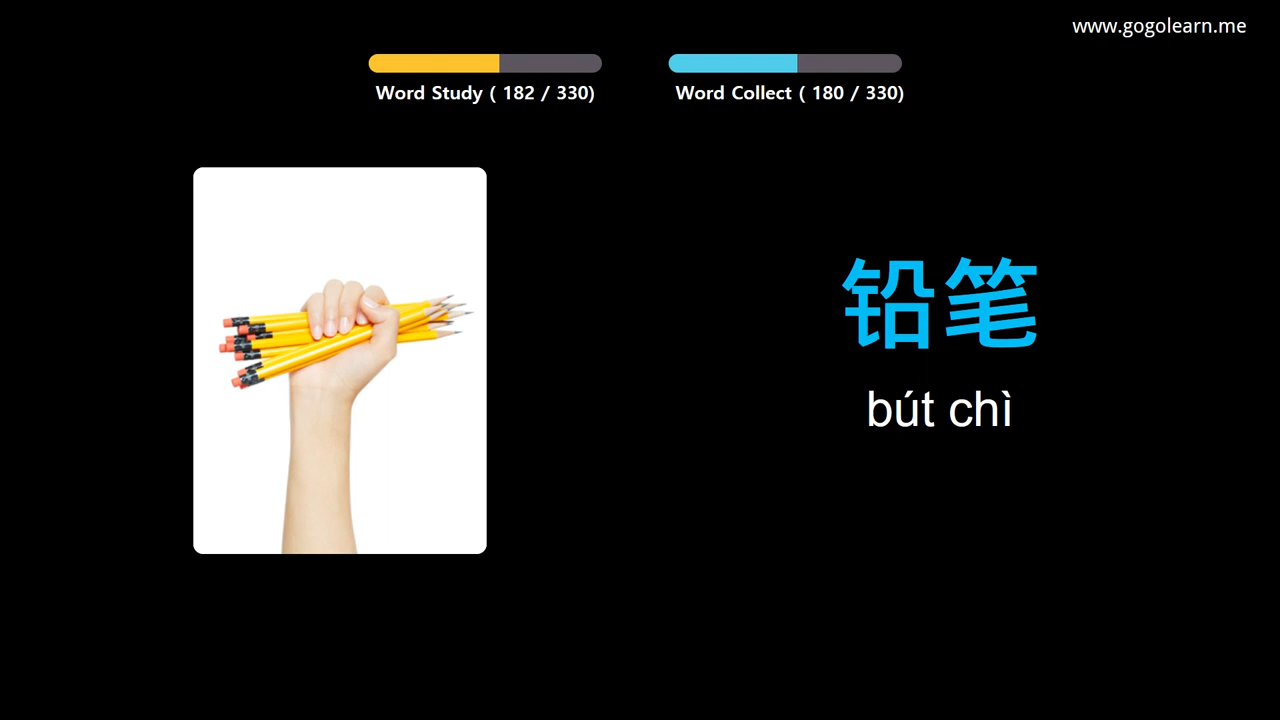 www.gogolearn.me
Word Study ( 182 / 330)
Word Collect ( 180 / 330)
铅笔
bút chì